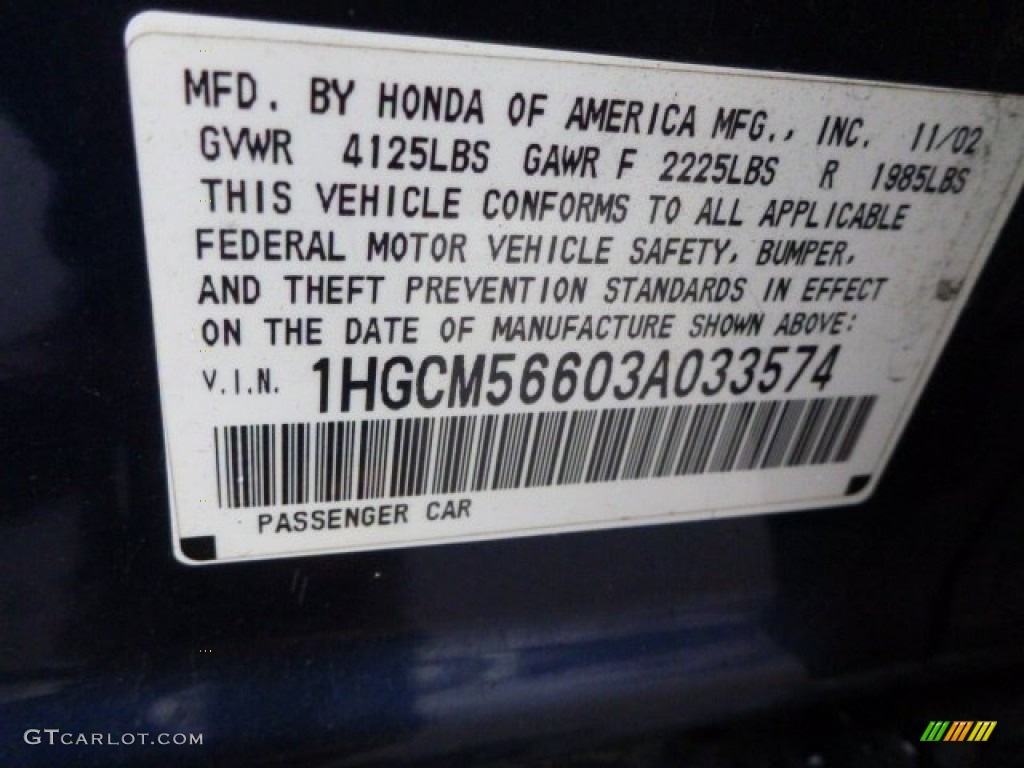 MFD. BY HONDA OF AMERICA MFG., INC. 11/02
GVWR 4125LBS GAWR F 2225LBS R 1985LBS
THIS VEHICLE CONFORMS TO ALL APPLICABLE
FEDERAL MOTOR VEHICLE SAFETY, BUMPER,
AND THEFT PREVENTION STANDARDS IN EFFECT
ON THE DATE OF MANUFACTURE SHOWN ABOVE:
V.I.N. 1HGCM56603A033574
PASSENGER CAR
GTCARLOT.COM